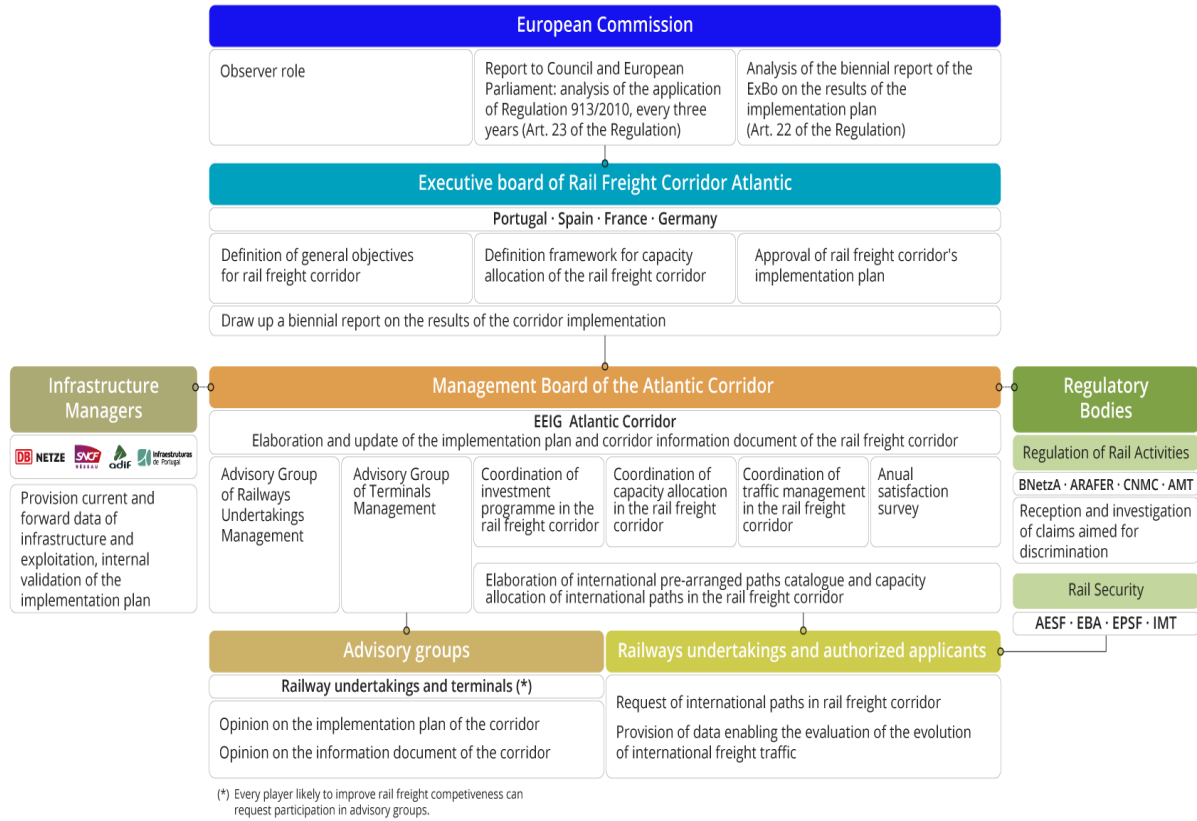 European Commission
Observer role
Report to Council and European
Parliament: analysis of the application
of Regulation 913/2010, every three
years (Art. 23 of the Regulation)
Analysis of the biennial report of the
ExBo on the results of the
implementation plan
(Art. 22 of the Regulation)
Executive board of Rail Freight Corridor Atlantic
Portugal · Spain · France · Germany
Definition of general objectives
for rail freight corridor
Definition framework for capacity
allocation of the rail freight corridor
Approval of rail freight corridor's
implementation plan
Draw up a biennial report on the results of the corridor implementation
Infrastructure
Managers
DB NETZE
SNCF
RÉSEAU
adif
Infraestruturas
de Portugal
Provision current and
forward data of
infrastructure and
exploitation, internal
validation of the
implementation plan
Management Board of the Atlantic Corridor
EEIG Atlantic Corridor
Elaboration and update of the implementation plan and corridor information document of the rail freight corridor
Advisory Group
of Railways
Undertakings
Management
Advisory Group
of Terminals
Management
Coordination of
investment
programme in the
rail freight corridor
Coordination of
capacity allocation
in the rail freight
corridor
Coordination of
traffic management
in the rail freight
corridor
Anual
satisfaction
survey
Elaboration of international pre-arranged paths catalogue and capacity
allocation of international paths in the rail freight corridor
Regulatory
Bodies
Regulation of Rail Activities
BNetzA · ARAFER · CNMC · AMT
Reception and investigation
of claims aimed for
discrimination
Rail Security
AESF · EBA · EPSF · IMT
Advisory groups
Railway undertakings and terminals (*)
Opinion on the implementation plan of the corridor
Opinion on the information document of the corridor
Railways undertakings and authorized applicants
Request of international paths in rail freight corridor
Provision of data enabling the evaluation of the evolution
of international freight traffic
(*) Every player likely to improve rail freight competiveness can
request participation in advisory groups.